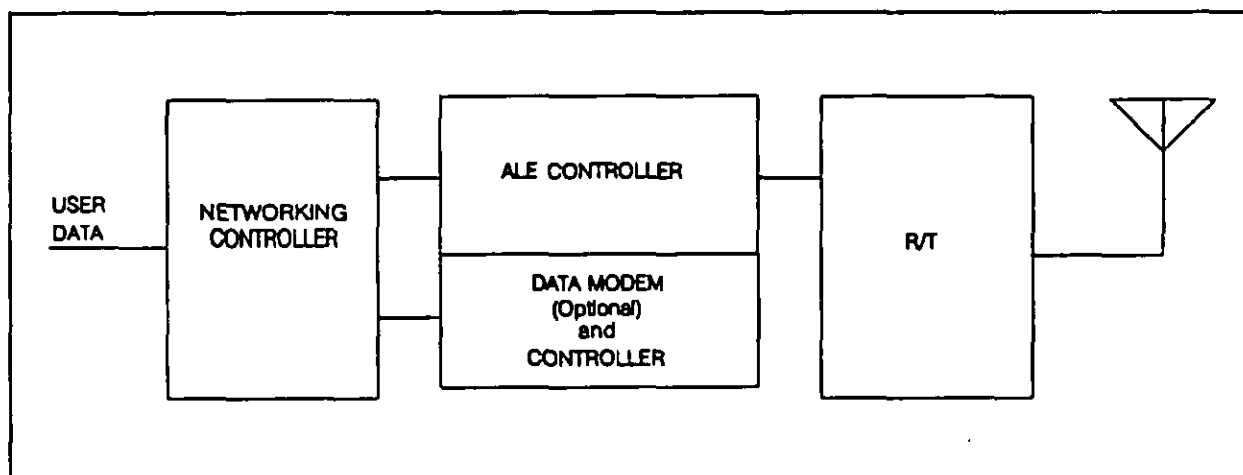 USER
DATA
NETWORKING
CONTROLLER
ALE CONTROLLER
DATA MODEM
(Optional)
and
CONTROLLER
R/T